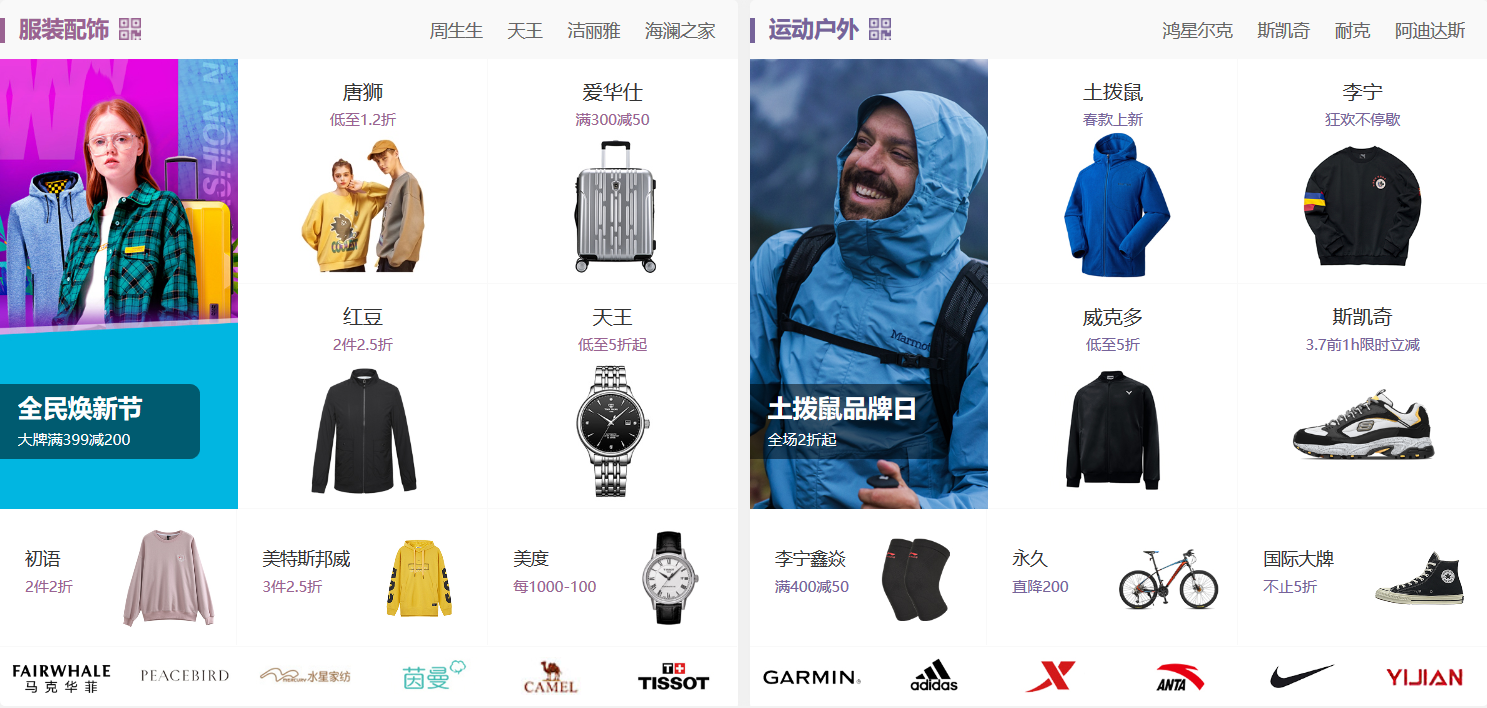 服装配饰
周生生 天王 洁丽雅 海澜之家
唐狮
低至1.2折
爱华仕
满300减50
红豆
2件2.5折
天王
低至5折起
全民焕新节
大牌满399减200
初语
2件2折
美特斯邦威
3件2.5折
美度
每1000-100
FAIRWHALE
马克华菲
PEACEBIRD
MERCURY水星家纺
茵曼
CAMEL
TISSOT
运动户外
鸿星尔克 斯凯奇 耐克 阿迪达斯
土拨鼠
春款上新
李宁
狂欢不停歇
威克多
低至5折
斯凯奇
3.7前1h限时立减
Marmot
土拨鼠品牌日
全场2折起
李宁鑫焱
满400减50
永久
直降200
国际大牌
不止5折
GARMIN
adidas
ANTA
YIJIAN